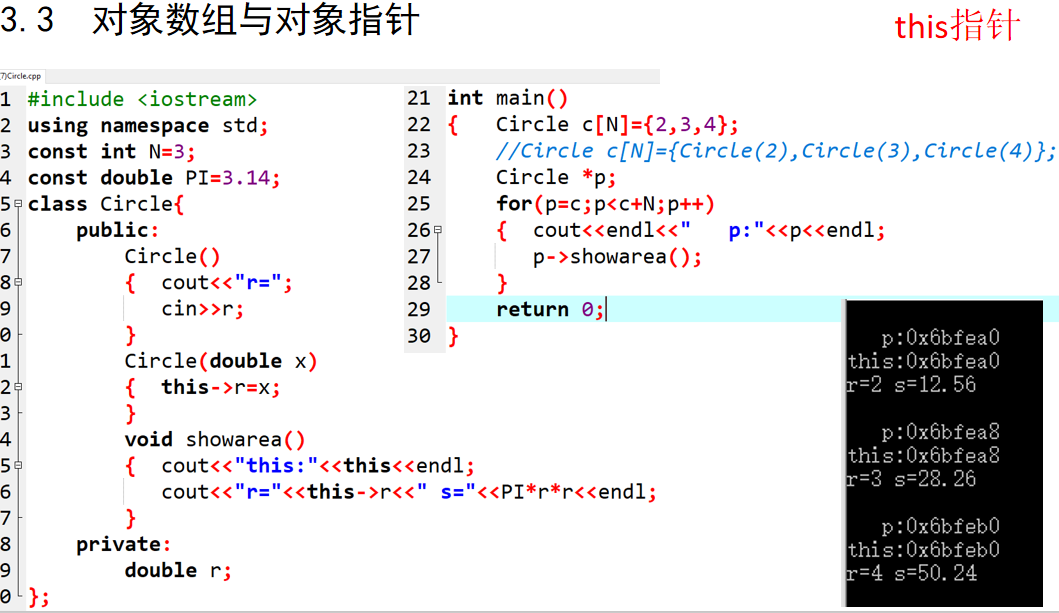 3.3 对象数组与对象指针
this指针
7)Circle.cpp
1 #include <iostream>
2 using namespace std;
3 const int N=3;
4 const double PI=3.14;
5 class Circle{
6 public:
7 Circle()
8 { cout<<"r=";
9 cin>>r;
0 }
1 Circle(double x)
2 { this->r=x;
3 }
4 void showarea()
5 { cout<<"this:"<<this<<endl;
6 cout<<"r="<<this->r<<" s="<<PI*r*r<<endl;
7 }
8 private:
9 double r;
0 };
21 int main()
22 { Circle c[N]={2,3,4};
23 //Circle c[N]={Circle(2),Circle(3),Circle(4)};
24 Circle *p;
25 for(p=c;p<c+N;p++)
26 { cout<<endl<<"   p:"<<p<<endl;
27 p->showarea();
28 }
29 return 0;
30 }
p:0x6bfea0
this:0x6bfea0
r=2 s=12.56
p:0x6bfea8
this:0x6bfea8
r=3 s=28.26
p:0x6bfeb0
this:0x6bfeb0
r=4 s=50.24